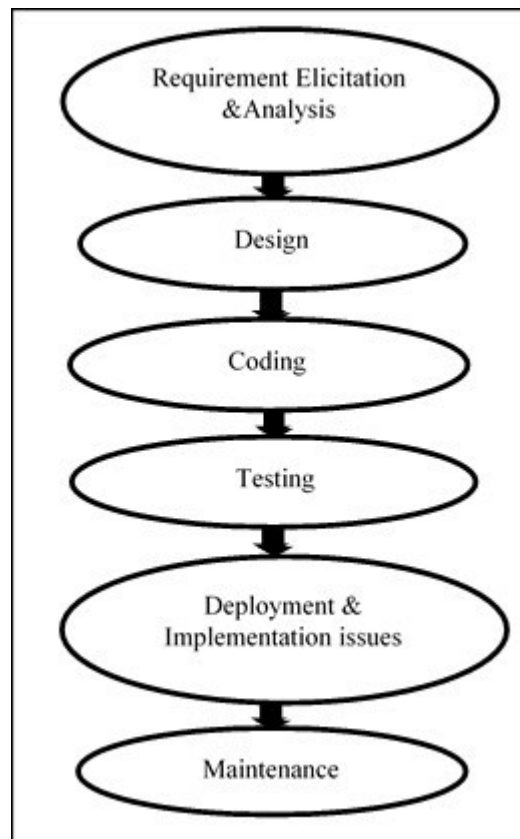 Requirement Elicitation
&Analysis
Design
Coding
Testing
Deployment &
Implementation issues
Maintenance